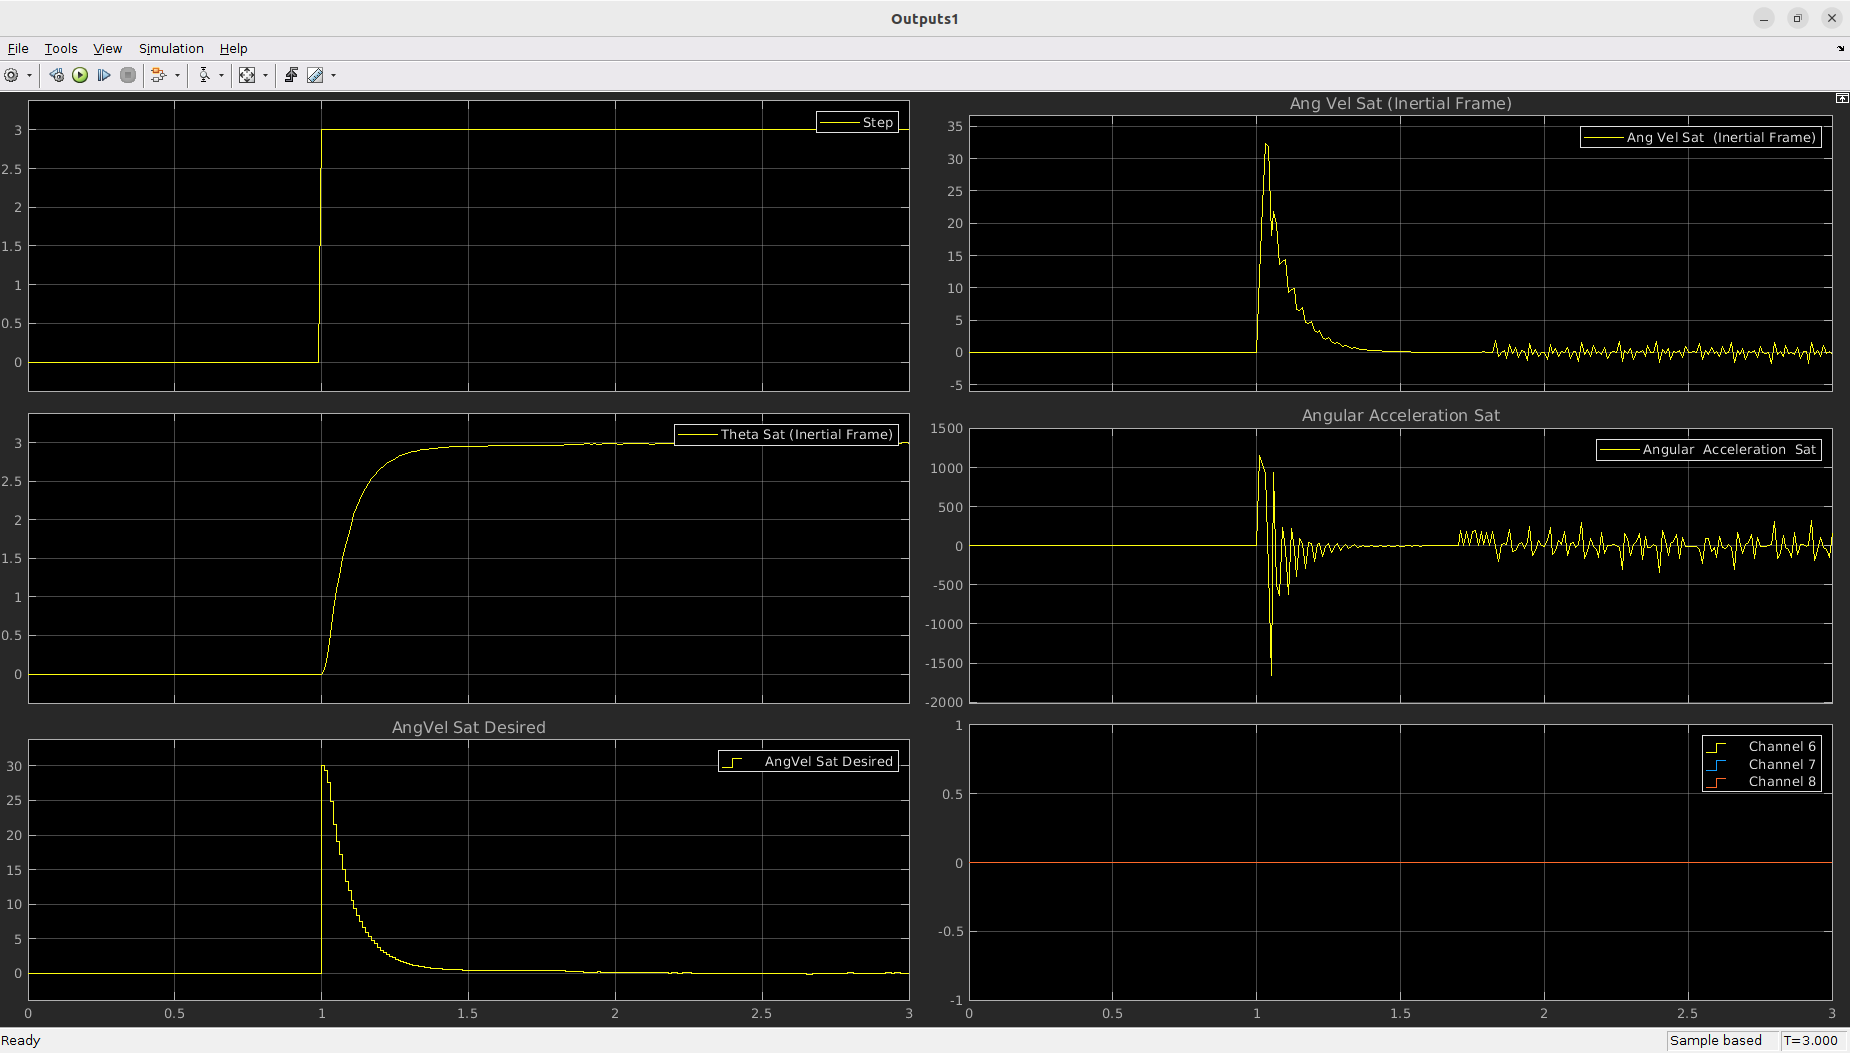 Outputs1
File Tools View Simulation Help
Step
3
2.5
2
1.5
1
0.5
0
Theta Sat (Inertial Frame)
3
2.5
2
1.5
1
0.5
0
AngVel Sat Desired
AngVel Sat Desired
30
25
20
15
10
5
0
0 0.5 1 1.5 2 2.5 3
Ang Vel Sat (Inertial Frame)
Ang Vel Sat (Inertial Frame)
35
30
25
20
15
10
5
0
-5
Angular Acceleration Sat
Angular Acceleration Sat
1500
1000
500
0
-500
-1000
-1500
-2000
Channel 6
Channel 7
Channel 8
1
0.5
0
-0.5
-1
0 0.5 1 1.5 2 2.5 3
Ready
Sample based T=3.000